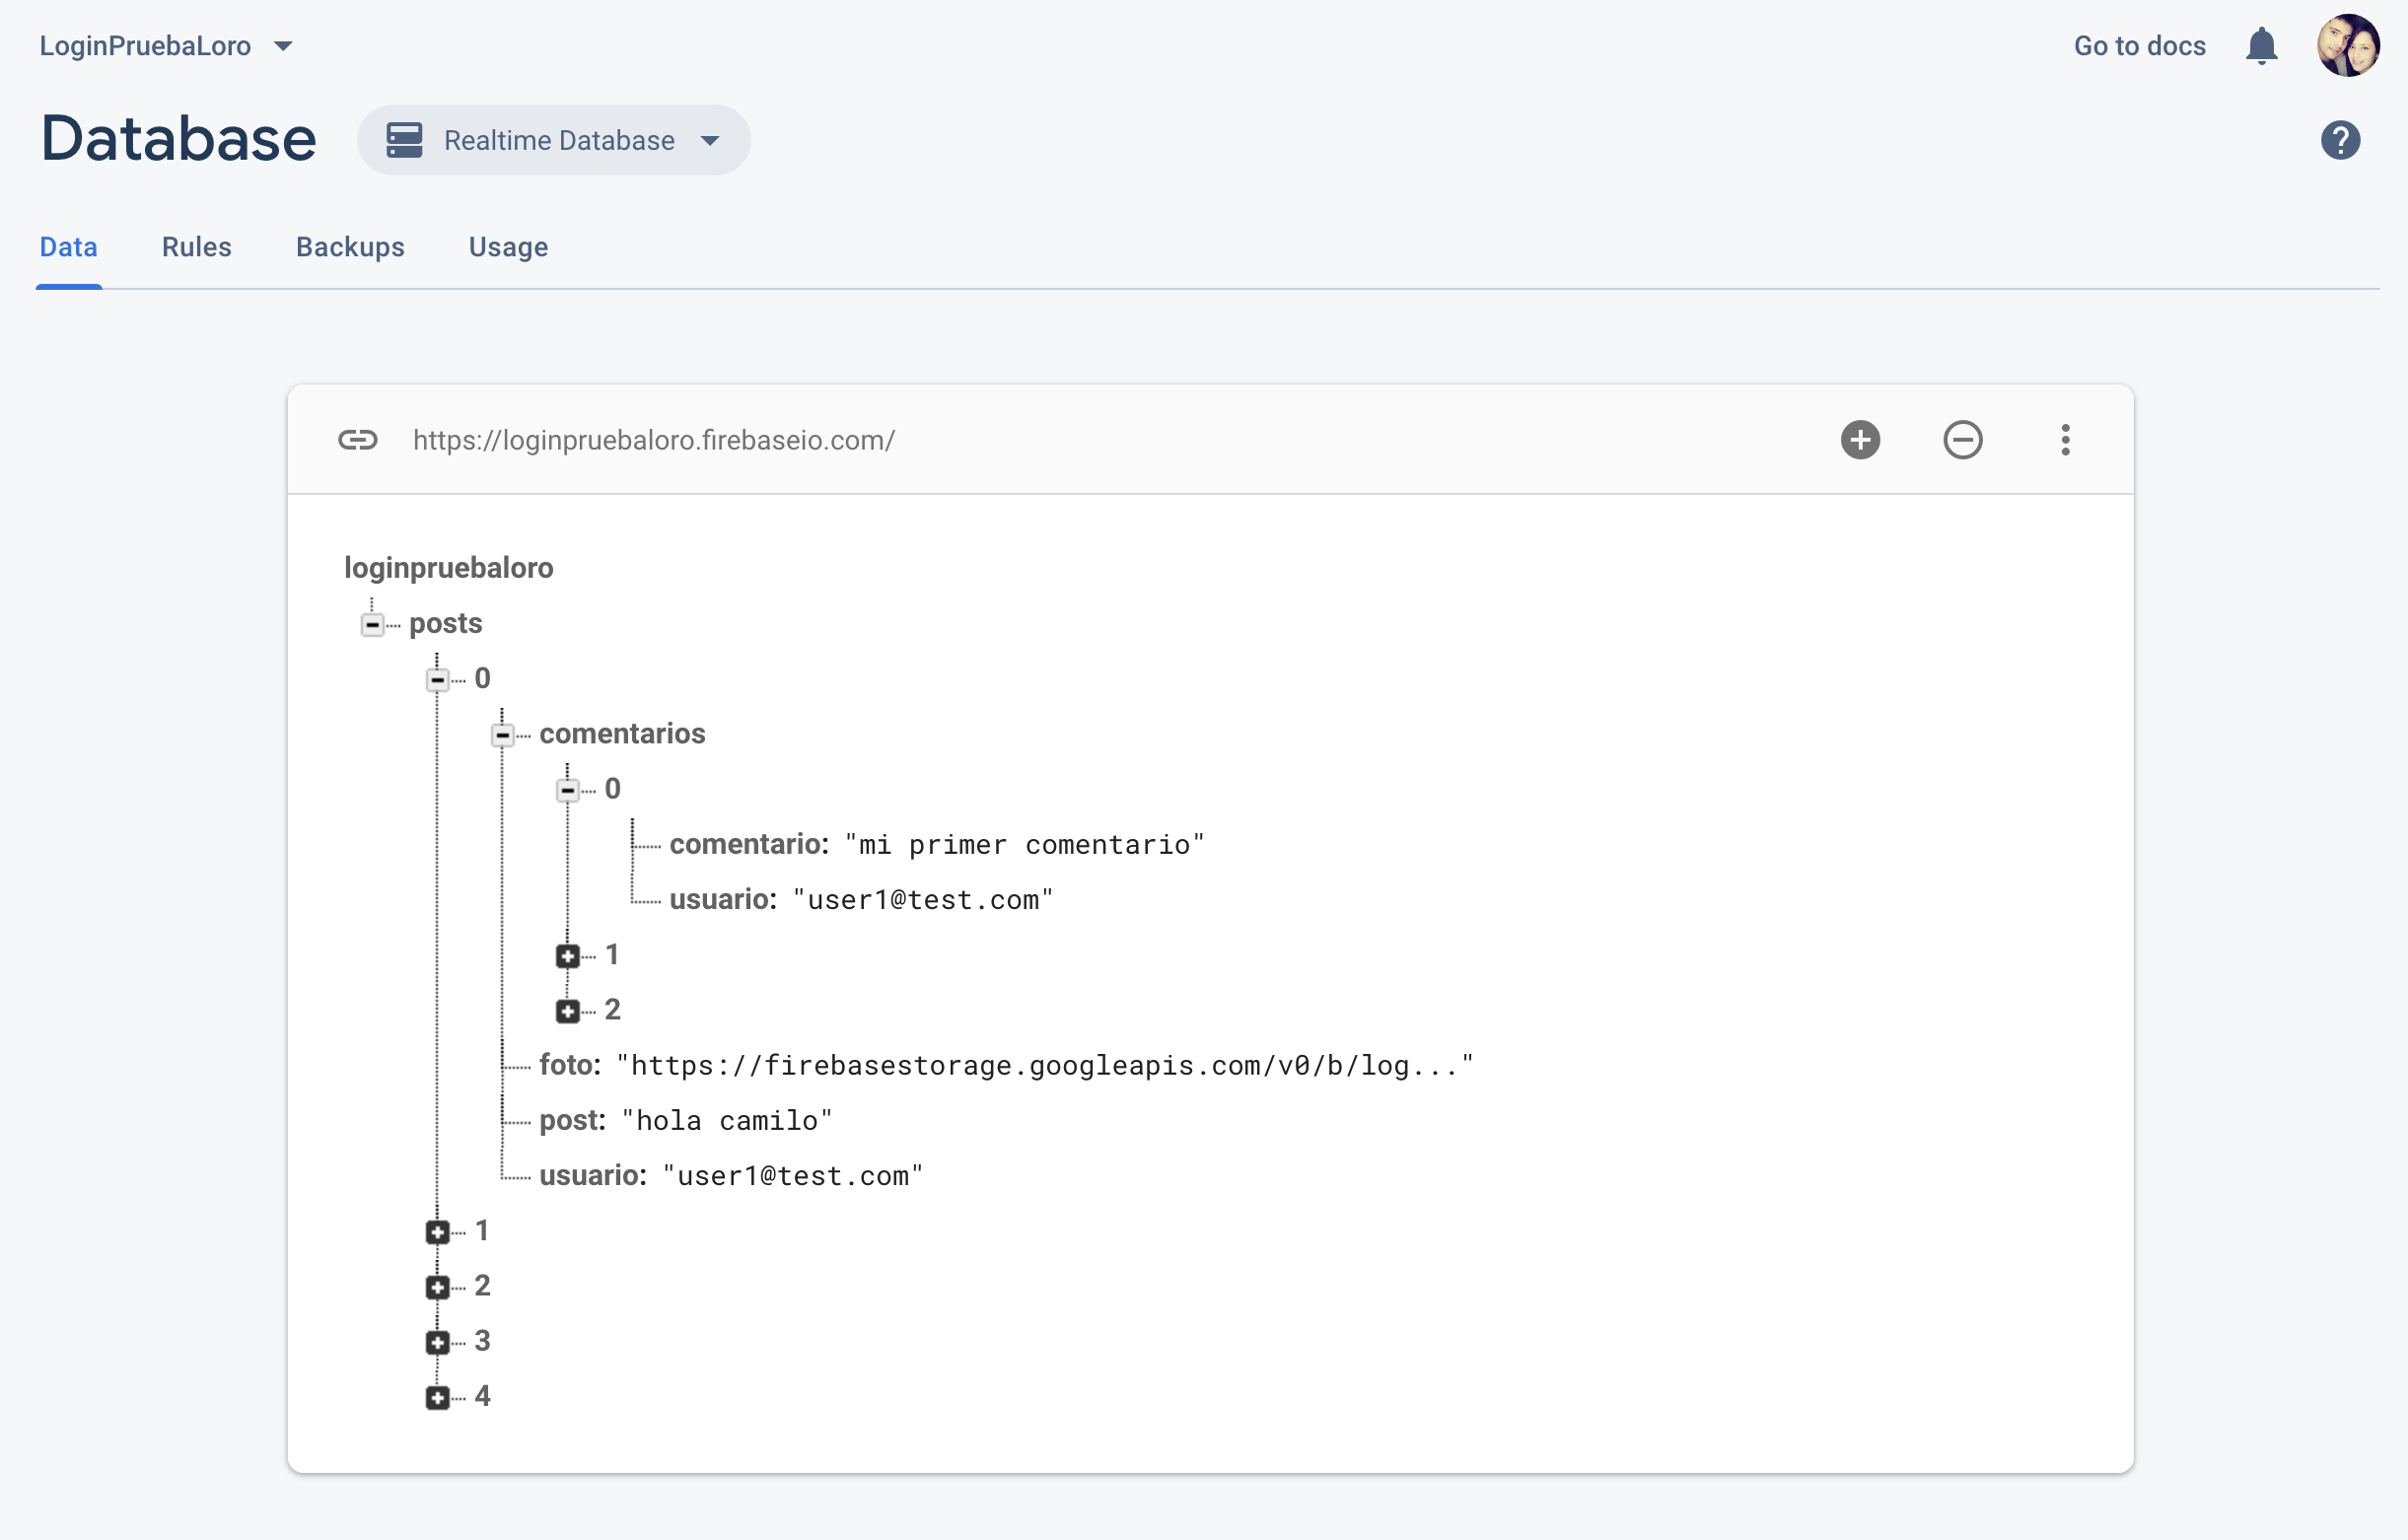 LoginPruebaLoro Go to docs
Database Realtime Database
Data Rules Backups Usage
https://loginpruebaloro.firebaseio.com/
loginpruebaloro
posts
0
comentarios
0
comentario: "mi primer comentario"
usuario: "user1@test.com"
1
2
foto: "https://firebasestorage.googleapis.com/v0/b/log..."
post: "hola camilo"
usuario: "user1@test.com"
1
2
3
4